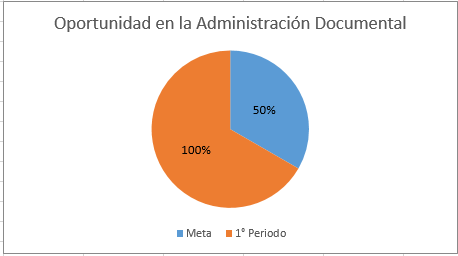 Oportunidad en la Administración Documental
50%
100%
Meta 1° Periodo